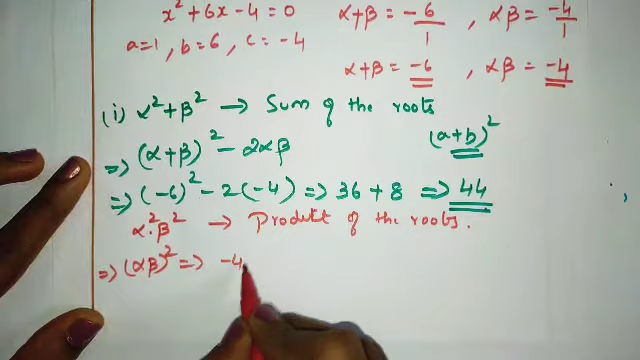 x² + 6x - 4 = 0    α+β = -6/1 , αβ = -4/1
a=1, b=6, c=-4
α+β = -6 , αβ = -4
(i) α²+β² → Sum of the roots
(a+b)²
⇒ (α+β)² - 2αβ
⇒ (-6)² - 2(-4) ⇒ 36 + 8 ⇒ 44
α².β² → Product of the roots.
⇒ (αβ)² ⇒ -4